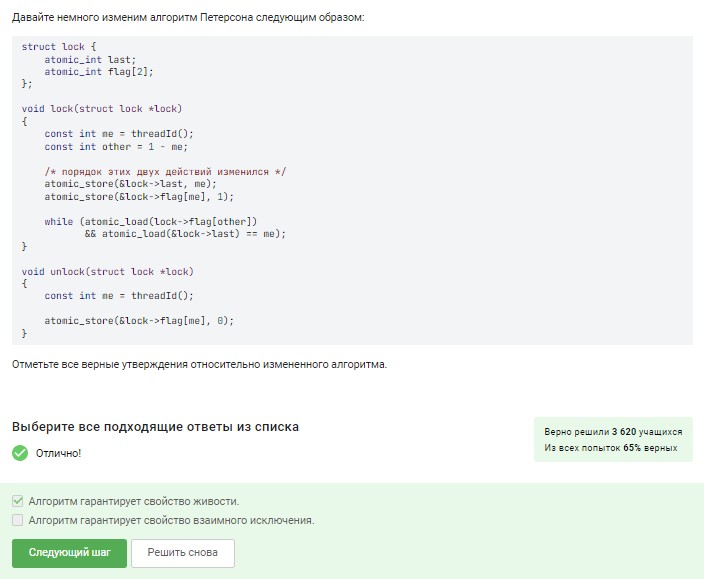 Давайте немного изменим алгоритм Петерсона следующим образом:
struct lock {
    atomic_int last;
    atomic_int flag[2];
};
void lock(struct lock *lock)
{
    const int me = threadId();
    const int other = 1 - me;
    /* порядок этих двух действий изменился */
    atomic_store(&lock->last, me);
    atomic_store(&lock->flag[me], 1);
    while (atomic_load(lock->flag[other])
           && atomic_load(&lock->last) == me);
}
void unlock(struct lock *lock)
{
    const int me = threadId();
    atomic_store(&lock->flag[me], 0);
}
Отметьте все верные утверждения относительно измененного алгоритма.
Выберите все подходящие ответы из списка
Верно решили 3 620 учащихся
Из всех попыток 65% верных
Отлично!
Алгоритм гарантирует свойство живости.
Алгоритм гарантирует свойство взаимного исключения.
Следующий шаг
Решить снова